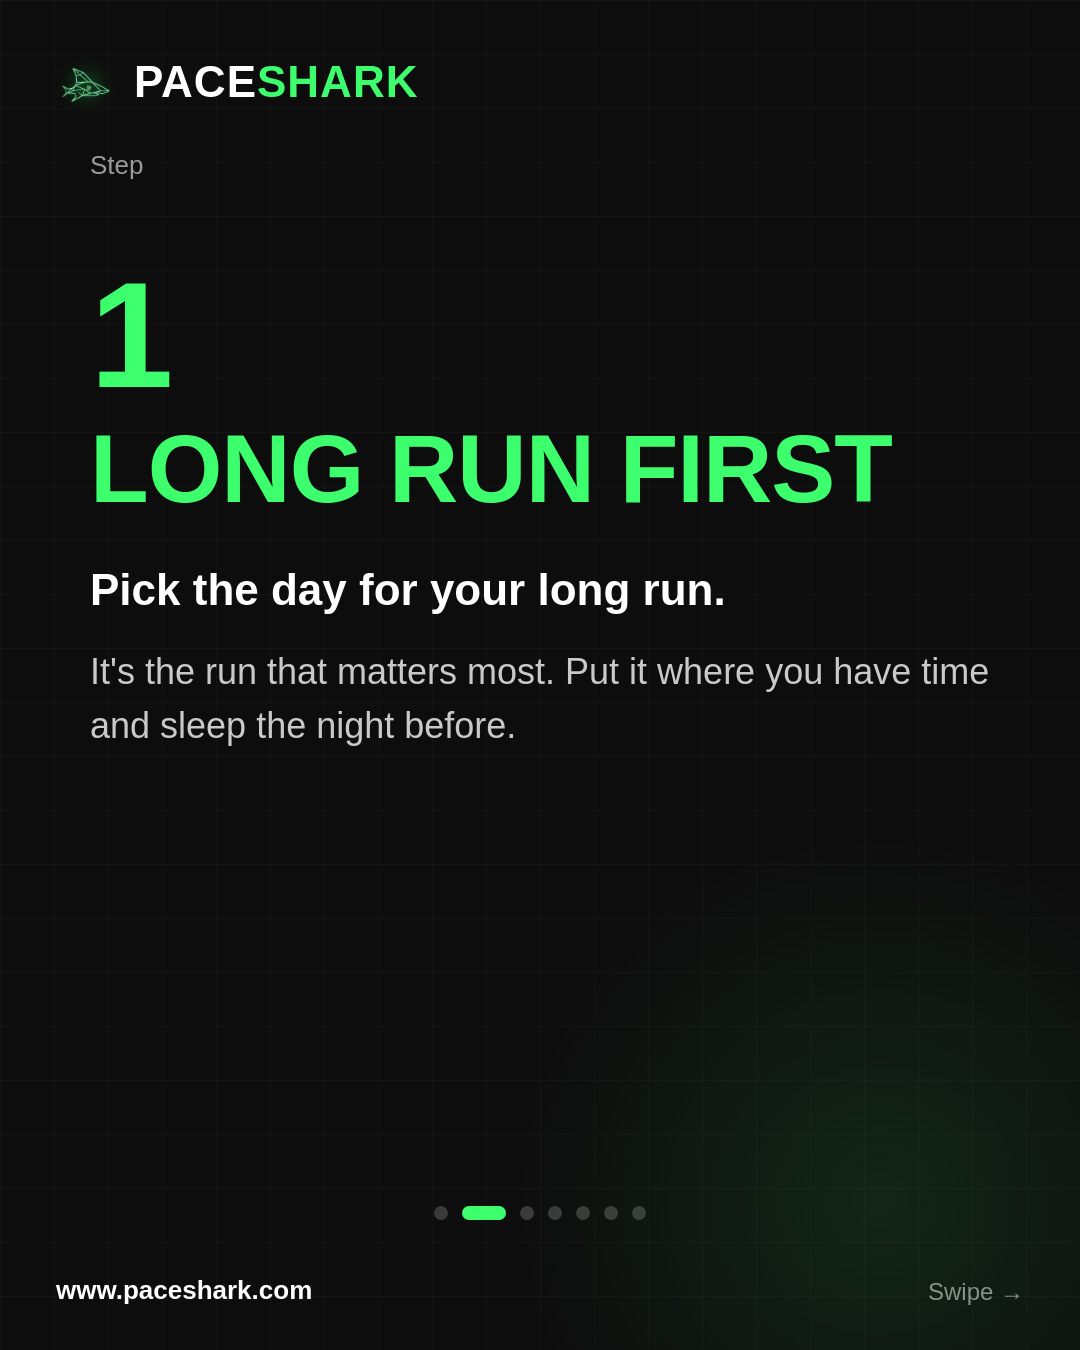 PACESHARK
Step
1
LONG RUN FIRST
Pick the day for your long run.
It's the run that matters most. Put it where you have time
and sleep the night before.
www.paceshark.com
Swipe →